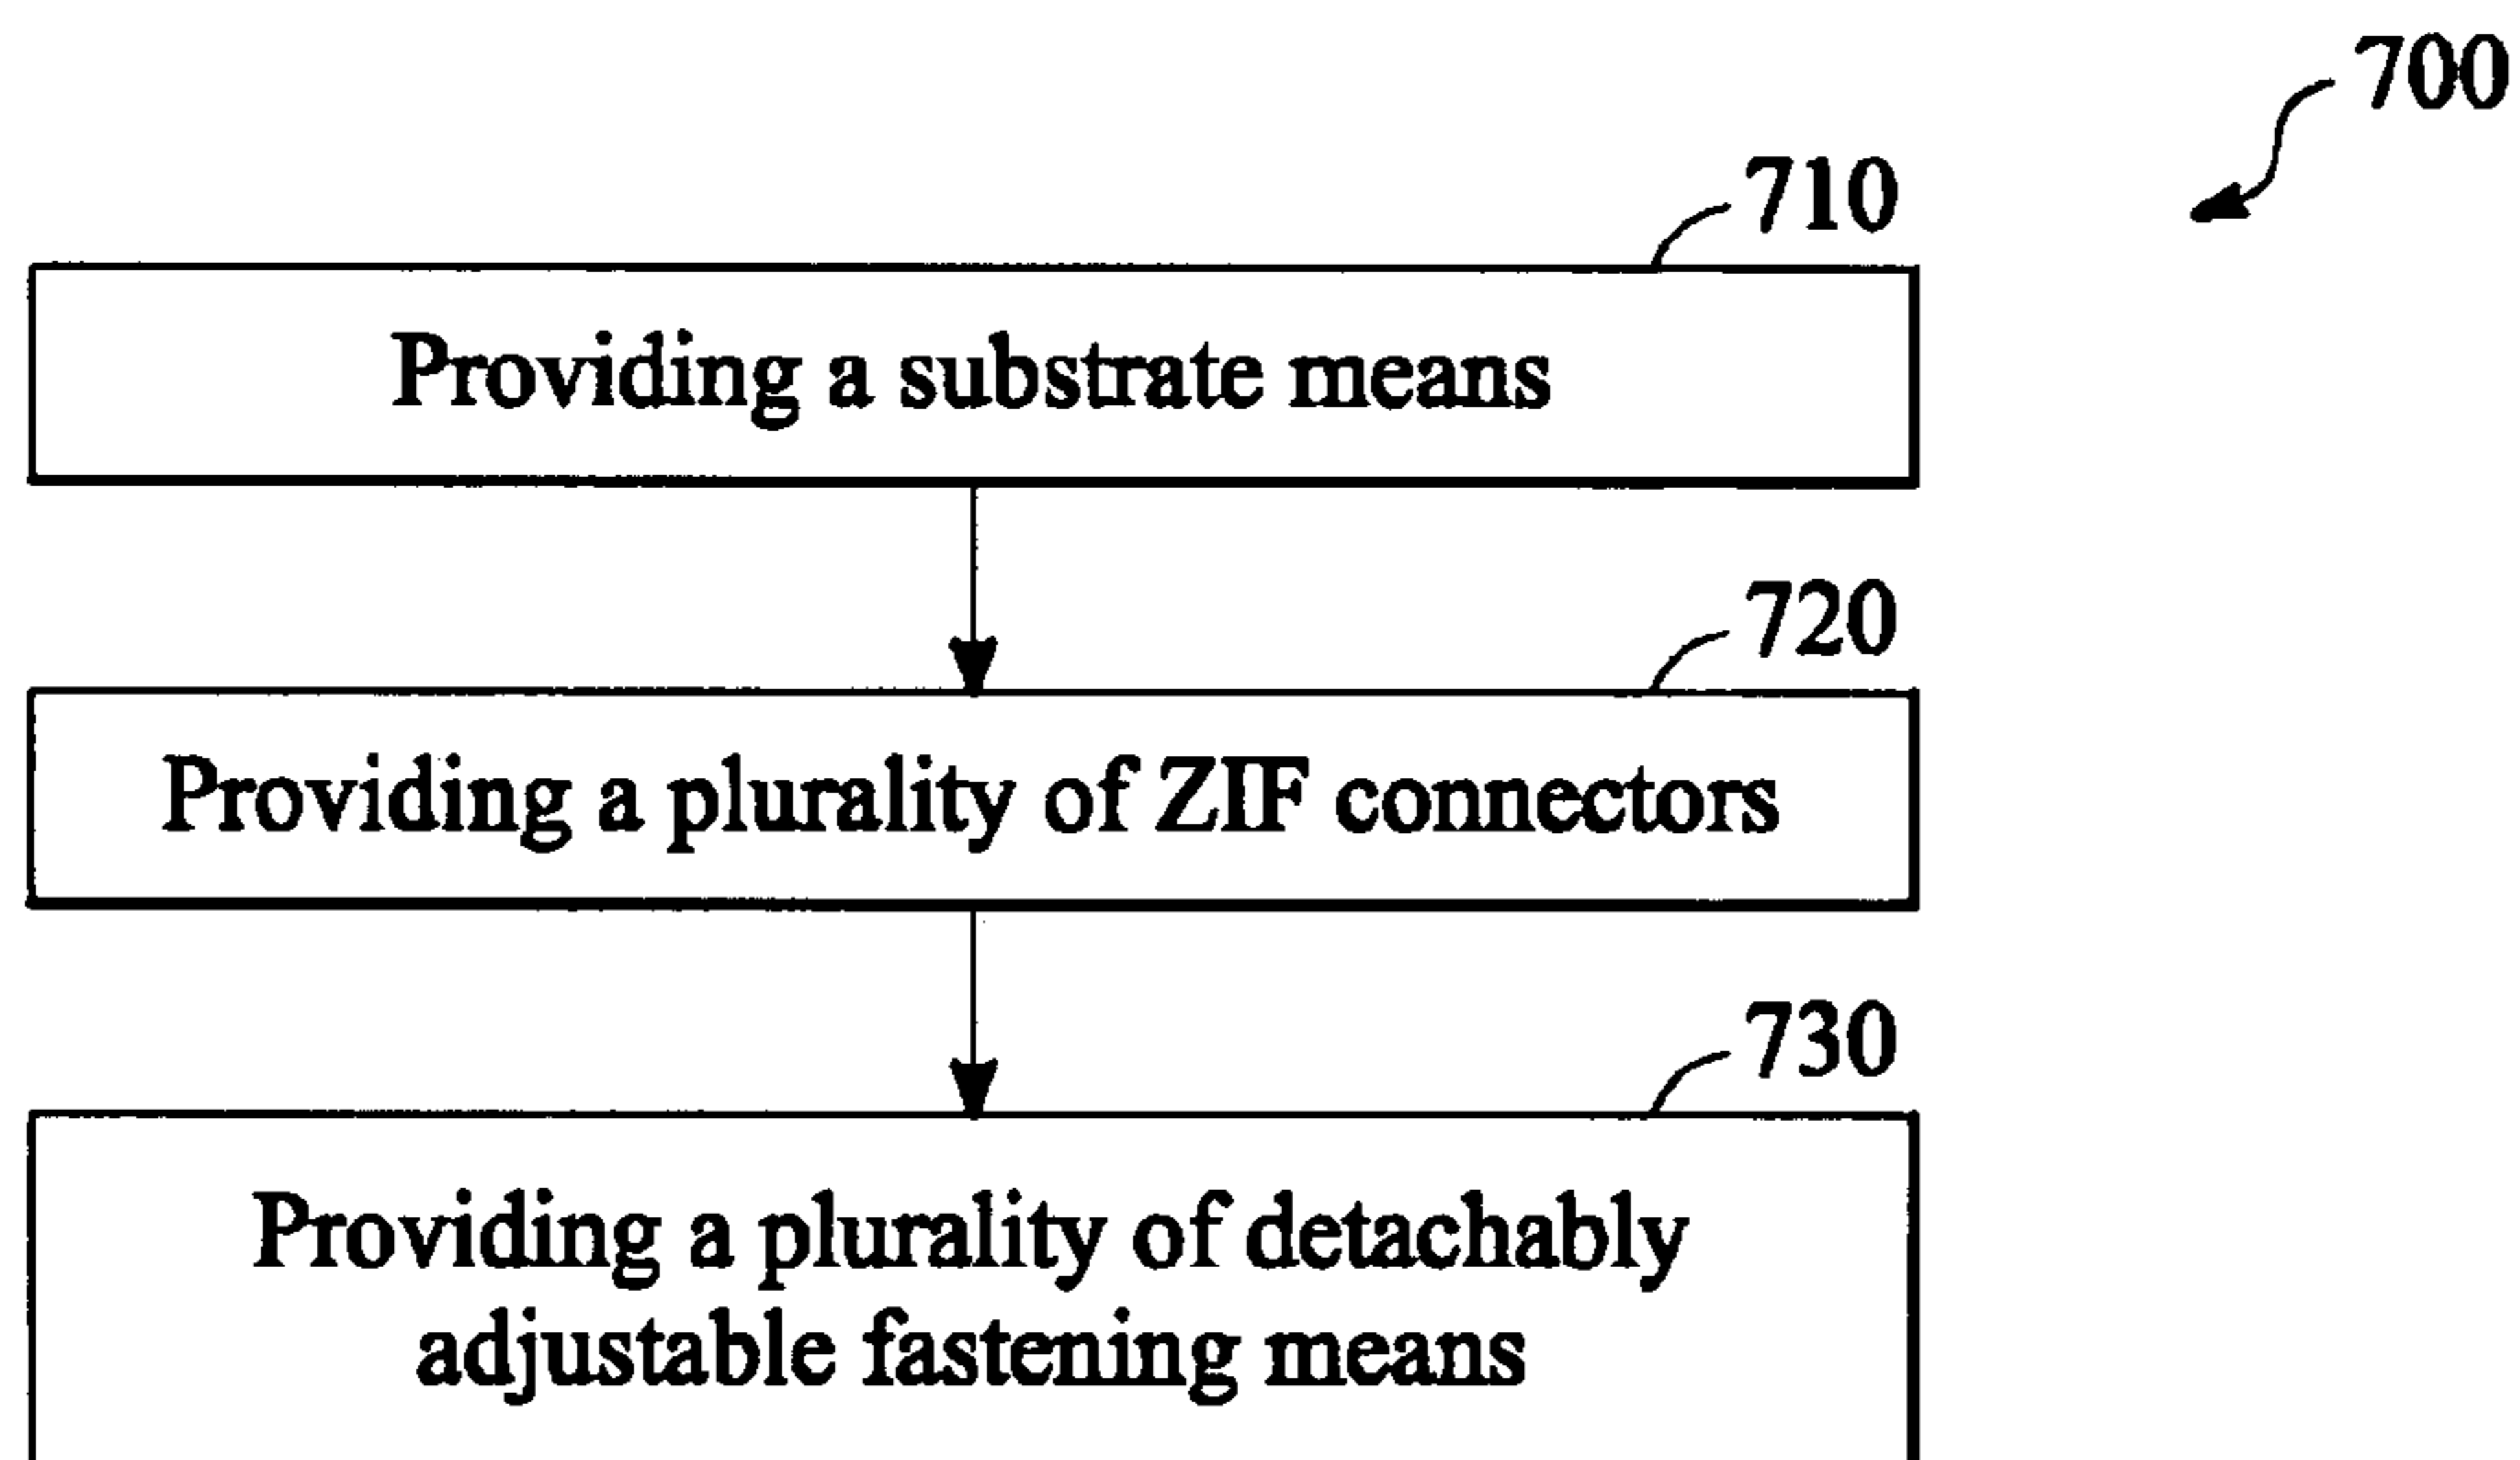 700
710
Providing a substrate means
720
Providing a plurality of ZIF connectors
730
Providing a plurality of detachably
adjustable fastening means